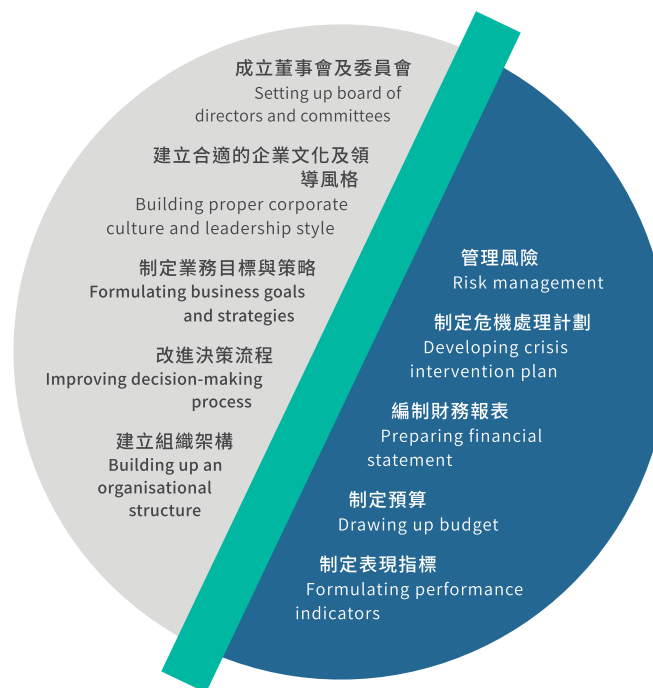 成立董事會及委員會
Setting up board of
directors and committees
建立合適的企業文化及領
導風格
Building proper corporate
culture and leadership style
制定業務目標與策略
Formulating business goals
and strategies
改進決策流程
Improving decision-making
process
建立組織架構
Building up an
organisational
structure
管理風險
Risk management
制定危機處理計劃
Developing crisis
intervention plan
編制財務報表
Preparing financial
statement
制定預算
Drawing up budget
制定表現指標
Formulating performance
indicators